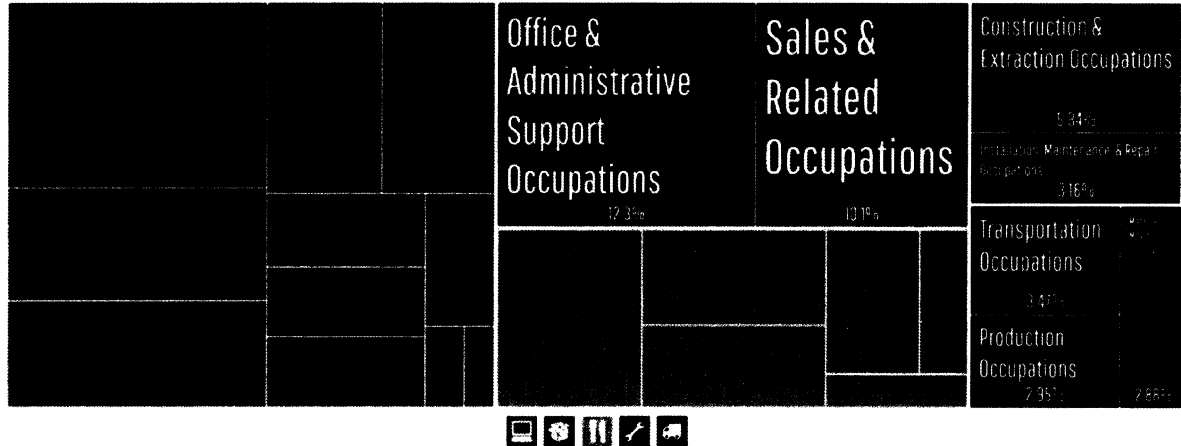 Office &
Administrative
Support
Occupations
12.3%
Sales &
Related
Occupations
10.1%
Construction &
Extraction Occupations
5.34%
Installation, Maintenance & Repair
Occupations
3.16%
Transportation
Occupations
3.47%
Production
Occupations
2.95%
2.88%